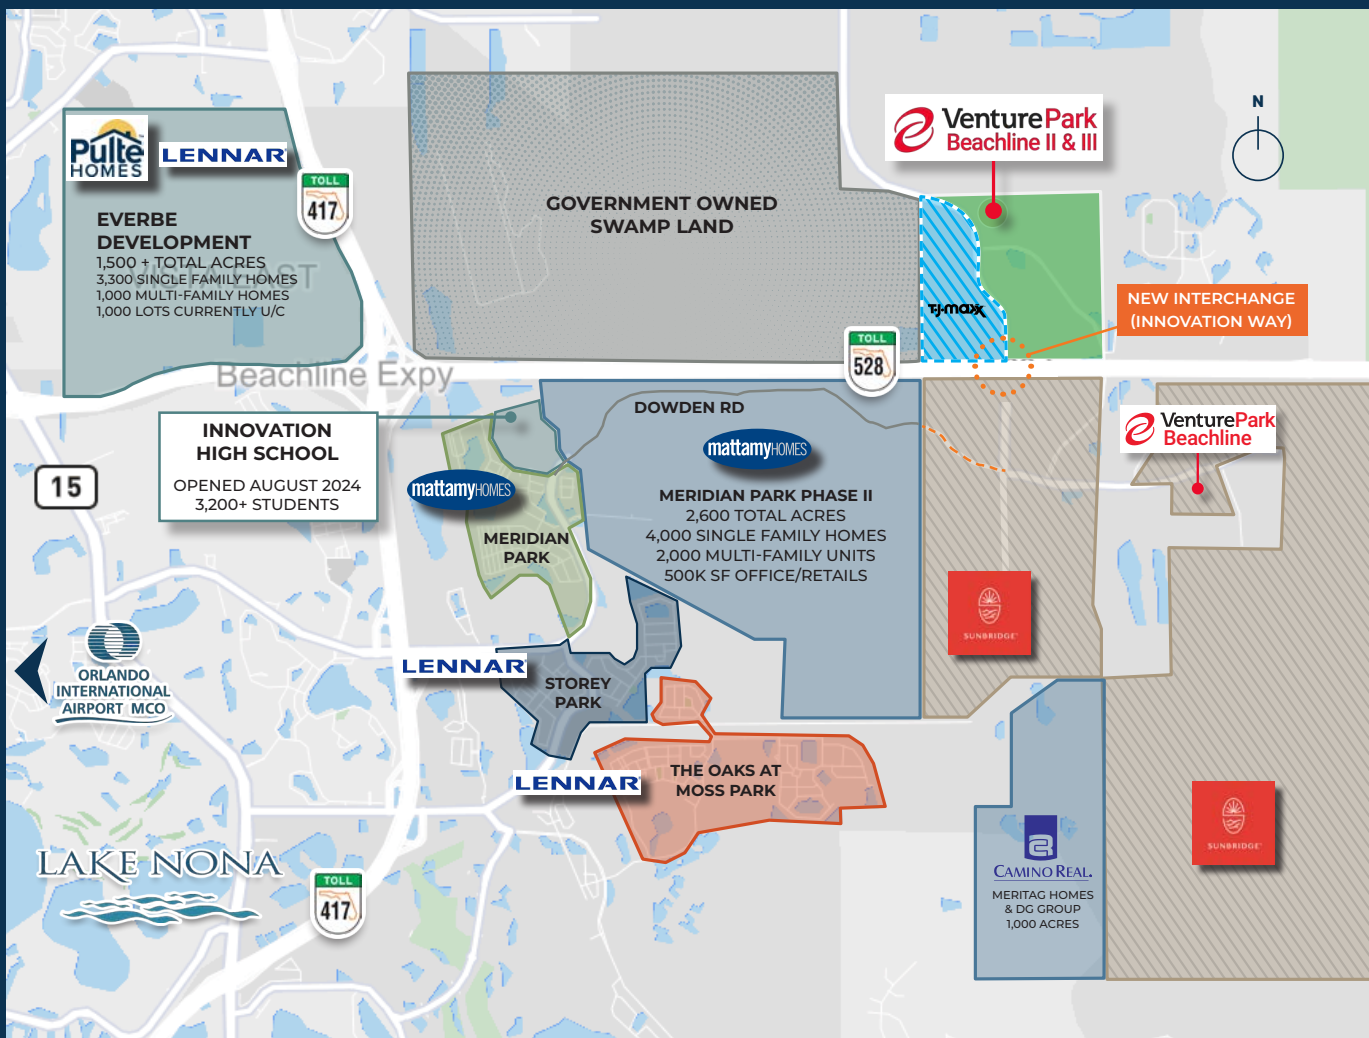 Pulte
HOMES
LENNAR
TOLL
417
EVERBE
DEVELOPMENT
1,500 + TOTAL ACRES
3,300 SINGLE FAMILY HOMES
1,000 MULTI-FAMILY HOMES
1,000 LOTS CURRENTLY U/C
VISTA EAST
GOVERNMENT OWNED
SWAMP LAND
VenturePark
Beachline II & III
N
T·J·maxx
NEW INTERCHANGE
(INNOVATION WAY)
TOLL
528
Beachline Expy
DOWDEN RD
mattamyHOMES
MERIDIAN PARK PHASE II
2,600 TOTAL ACRES
4,000 SINGLE FAMILY HOMES
2,000 MULTI-FAMILY UNITS
500K SF OFFICE/RETAILS
VenturePark
Beachline
INNOVATION
HIGH SCHOOL
OPENED AUGUST 2024
3,200+ STUDENTS
15
mattamyHOMES
MERIDIAN
PARK
SUNBRIDGE
ORLANDO
INTERNATIONAL
AIRPORT MCO
LENNAR
STOREY
PARK
LENNAR
THE OAKS AT
MOSS PARK
SUNBRIDGE
CAMINO REAL.
MERITAG HOMES
& DG GROUP
1,000 ACRES
LAKE NONA
TOLL
417